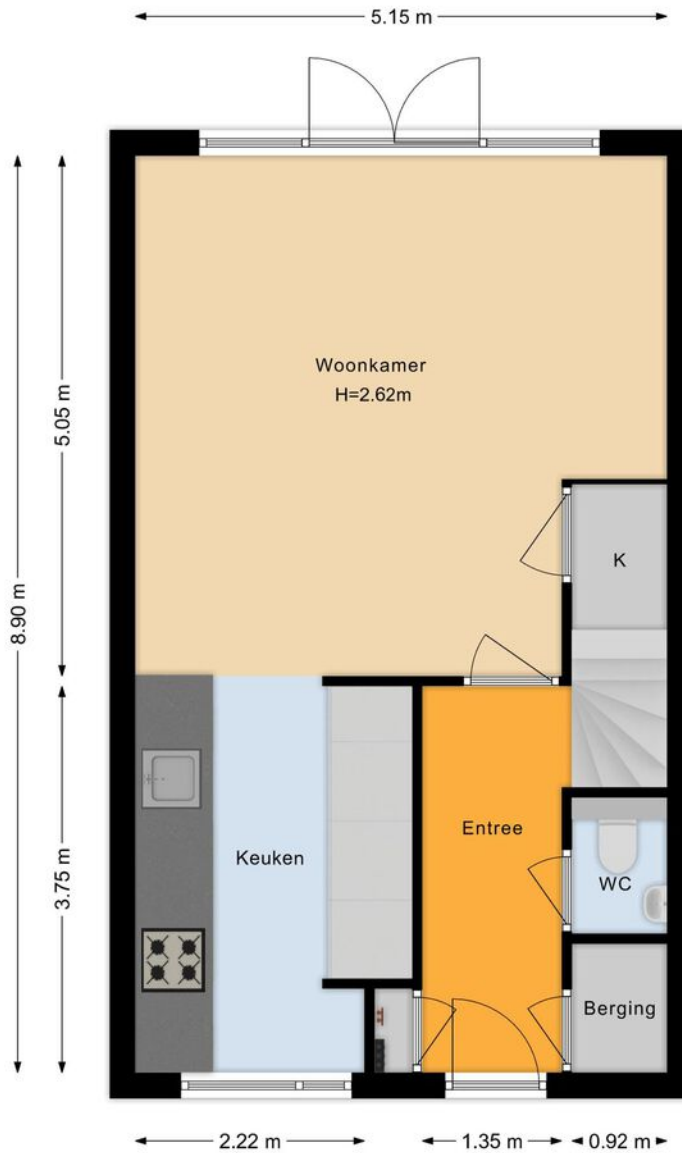 5.15 m
Woonkamer
H=2.62m
5.05 m
8.90 m
K
Entree
Keuken
WC
3.75 m
Berging
2.22 m
1.35 m
0.92 m